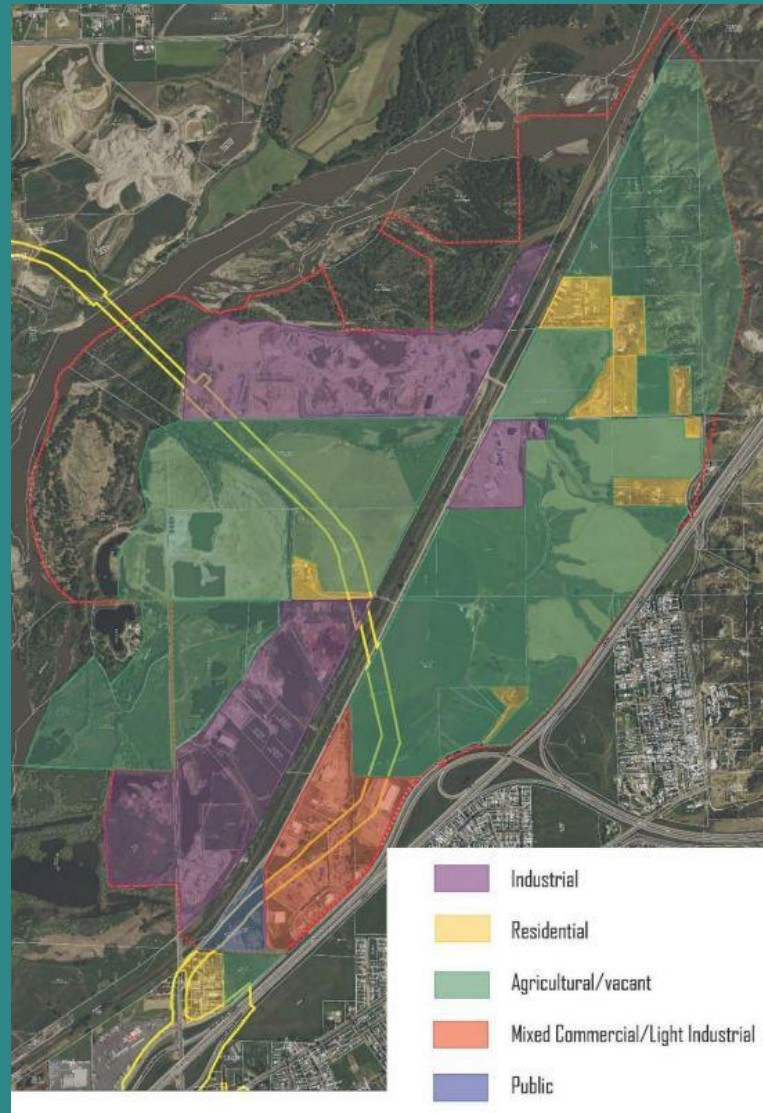 Industrial
Residential
Agricultural/vacant
Mixed Commercial/Light Industrial
Public